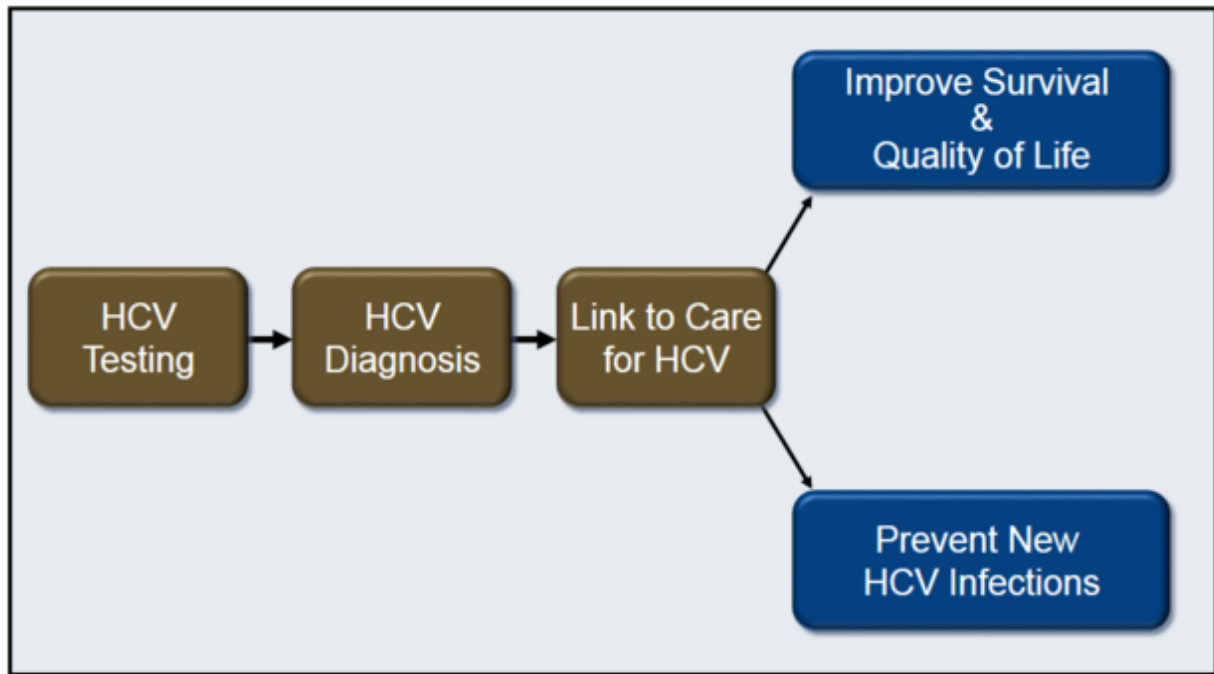 HCV
Testing
HCV
Diagnosis
Link to Care
for HCV
Improve Survival
&
Quality of Life
Prevent New
HCV Infections